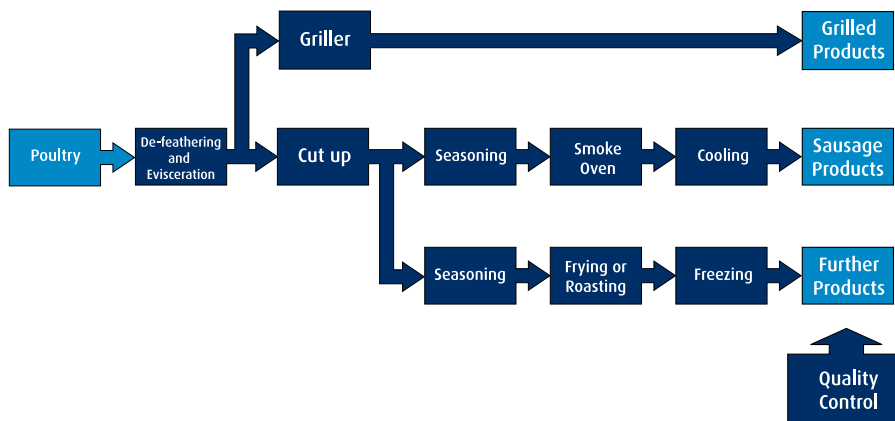 Griller
Grilled
Products
Poultry
De-feathering
and
Evisceration
Cut up
Seasoning
Smoke
Oven
Cooling
Sausage
Products
Seasoning
Frying or
Roasting
Freezing
Further
Products
Quality
Control